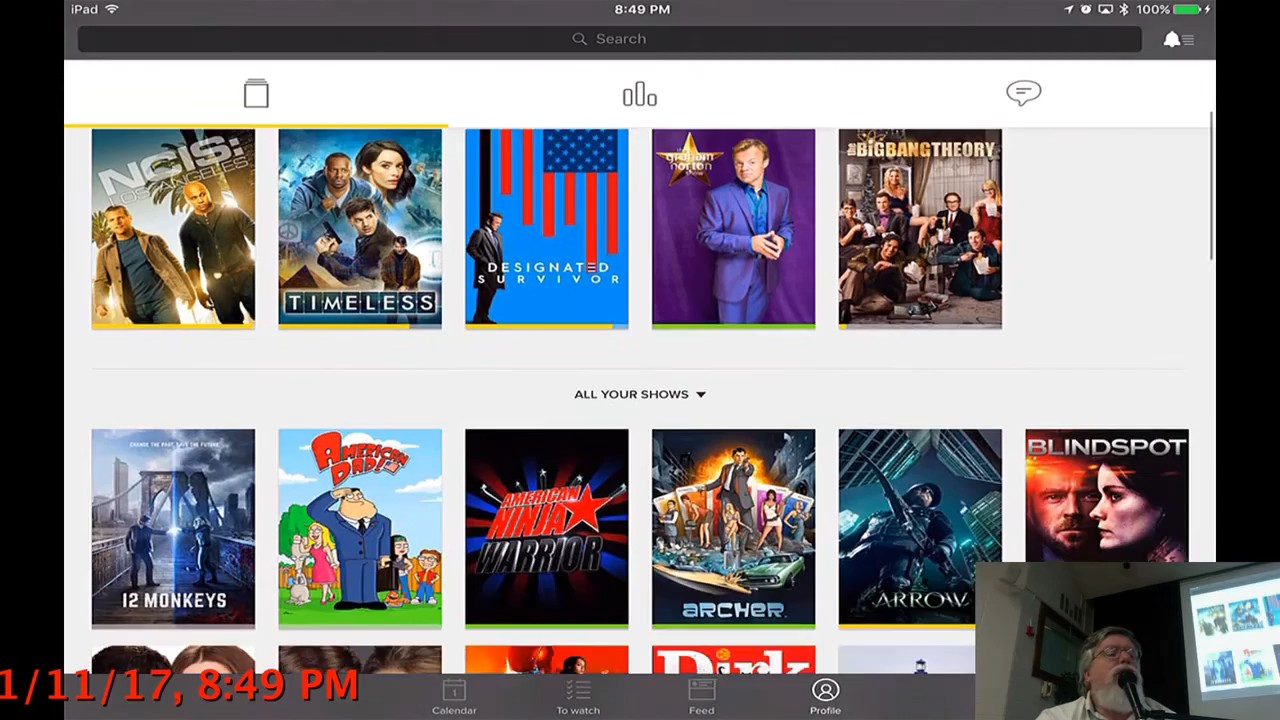 iPad
8:49 PM
100%
Search
NCIS:
LOS ANGELES
TIMELESS
DESIGNATED
SURVIVOR
the
graham
norton
show
THE BIGBANG THEORY
ALL YOUR SHOWS
CHANGE THE PAST. SAVE THE FUTURE.
12 MONKEYS
AMERICAN
DAD!
AMERICAN
NINJA
WARRIOR
ARCHER
ARROW
BLINDSPOT
Dirk
1/11/17, 8:49 PM
1
Calendar
To watch
Feed
Profile